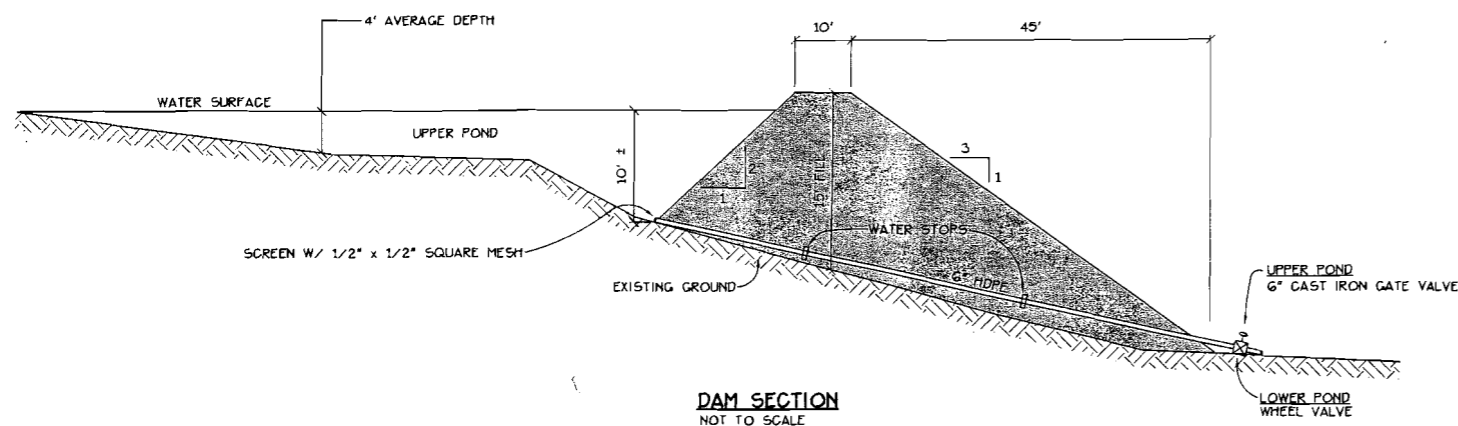 4' AVERAGE DEPTH
10'
45'
WATER SURFACE
UPPER POND
10' ±
2
1
15' FILL
3
1
WATER STOPS
SCREEN W/ 1/2" x 1/2" SQUARE MESH
EXISTING GROUND
6" HDPE
UPPER POND
6" CAST IRON GATE VALVE
LOWER POND
WHEEL VALVE
DAM SECTION
NOT TO SCALE